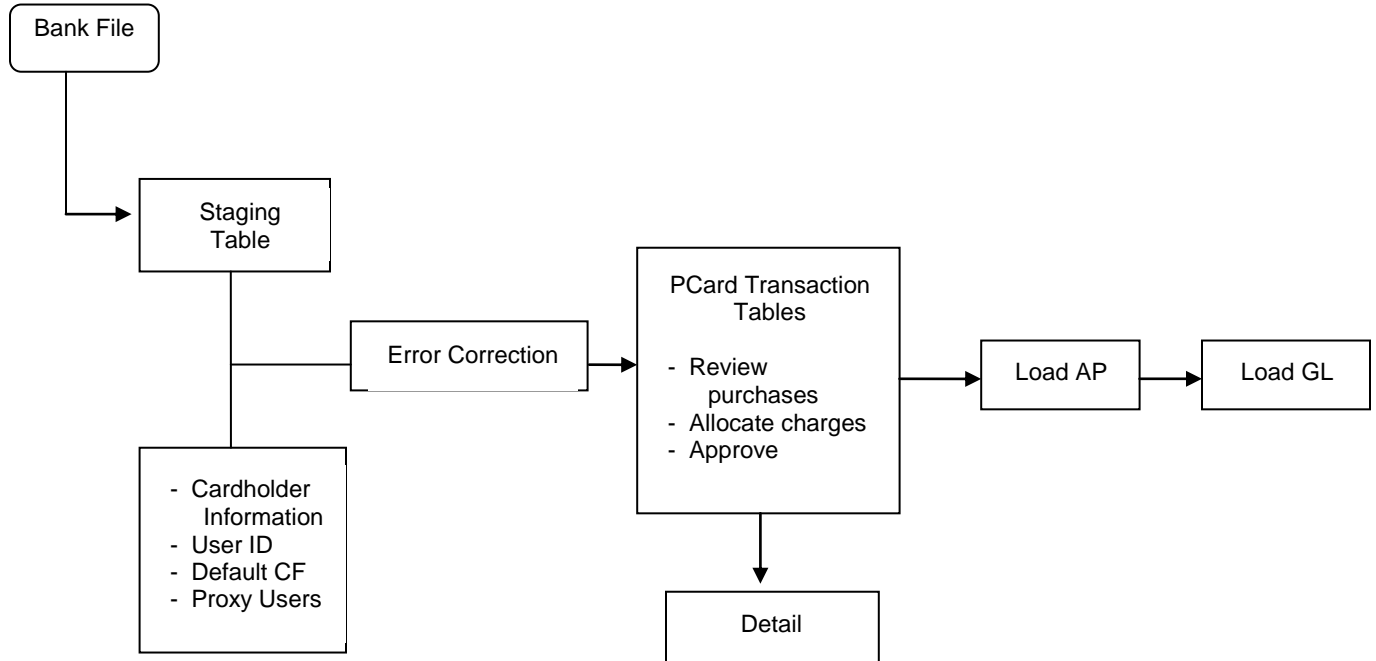 Bank File
Staging
Table
Error Correction
PCard Transaction
Tables
- Review
purchases
- Allocate charges
- Approve
Load AP
Load GL
- Cardholder
Information
- User ID
- Default CF
- Proxy Users
Detail